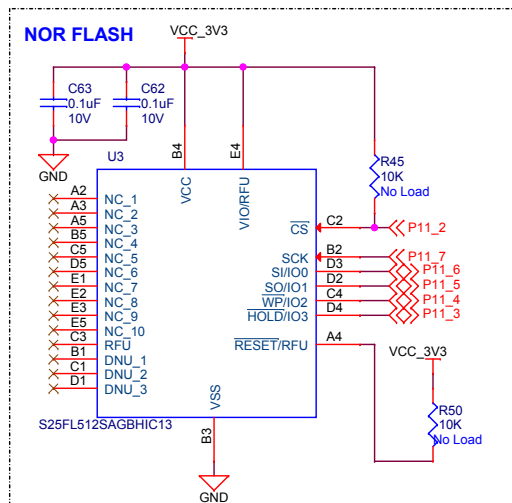 NOR FLASH
VCC_3V3
C63
0.1uF
10V
C62
0.1uF
10V
GND
U3
B4
E4
VCC
VIO/RFU
R45
10K
No Load
A2 NC_1
A3 NC_2
A5 NC_3
B5 NC_4
C5 NC_5
D5 NC_6
E1 NC_7
E2 NC_8
E3 NC_9
E5 NC_10
C3 RFU
B1 DNU_1
C1 DNU_2
D1 DNU_3
CS C2 P11_2
SCK B2 P11_7
SI/IO0 D3 P11_6
SO/IO1 D2 P11_5
WP/IO2 C4 P11_4
HOLD/IO3 D4 P11_3
RESET/RFU A4
VCC_3V3
R50
10K
No Load
VSS
S25FL512SAGBHIC13
B3
GND